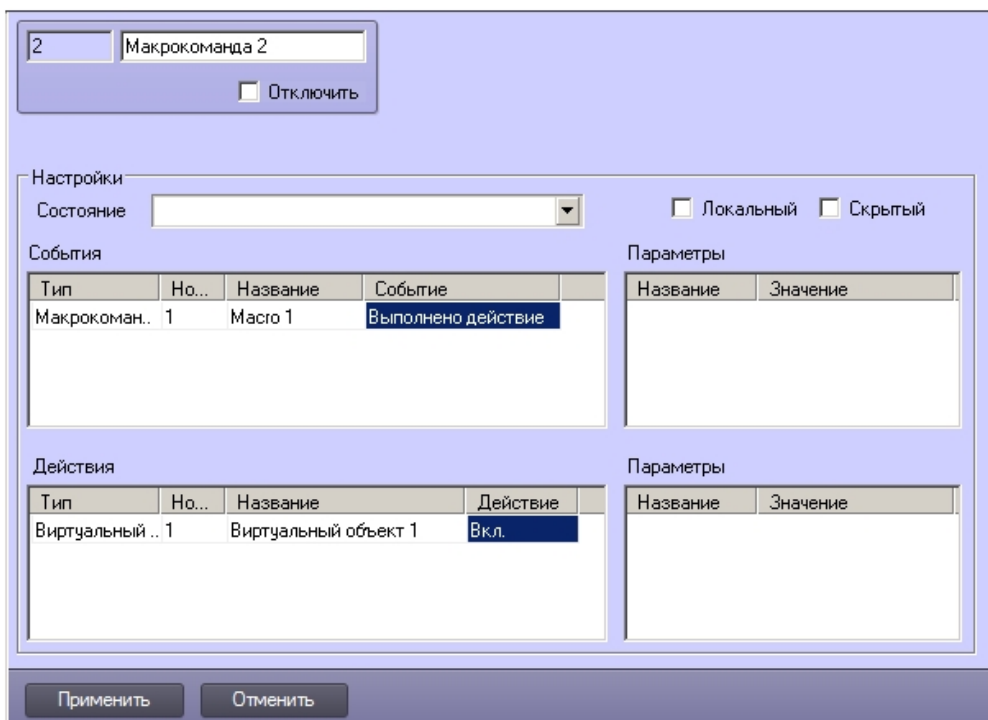 2 Макрокоманда 2
Отключить
Настройки
Состояние Локальный Скрытый
События Параметры
Тип Но... Название Событие Название Значение
Макрокоман.. 1 Macro 1 Выполнено действие
Действия Параметры
Тип Но... Название Действие Название Значение
Виртуальный .. 1 Виртуальный объект 1 Вкл.
Применить Отменить